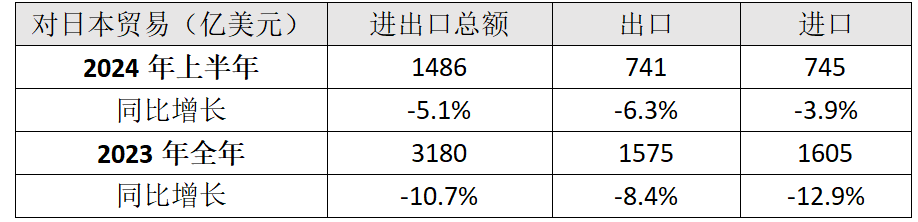 对日本贸易（亿美元） 进出口总额 出口 进口
2024 年上半年 1486 741 745
同比增长 -5.1% -6.3% -3.9%
2023 年全年 3180 1575 1605
同比增长 -10.7% -8.4% -12.9%